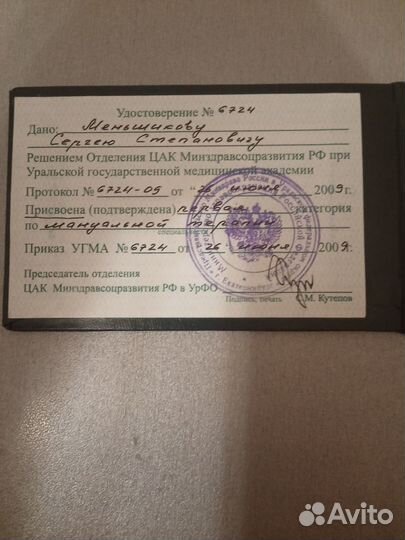 Удостоверение № 6724
Дано: Меньшикову
Сергею Степановичу
Решением Отделения ЦАК Минздравсоцразвития РФ при
Уральской государственной медицинской академии
Протокол № 6724-09 от "26 июня 2009г.
Присвоена (подтверждена) первая категория
по мануальной терапии
Приказ УГМА № 6724 от "26" июня 2009г.
Председатель отделения
ЦАК Минздравсоцразвития РФ в УрФО
Подпись, печать С.М. Кутепов
Avito